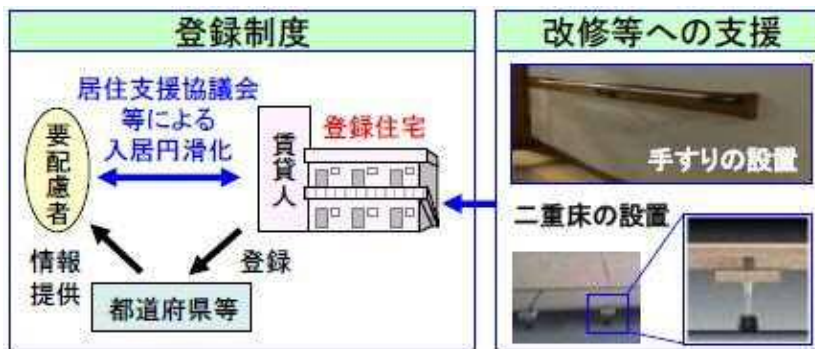 登録制度
居住支援協議会
等による
入居円滑化
要配慮者
賃貸人
登録住宅
情報
提供
登録
都道府県等
改修等への支援
手すりの設置
二重床の設置